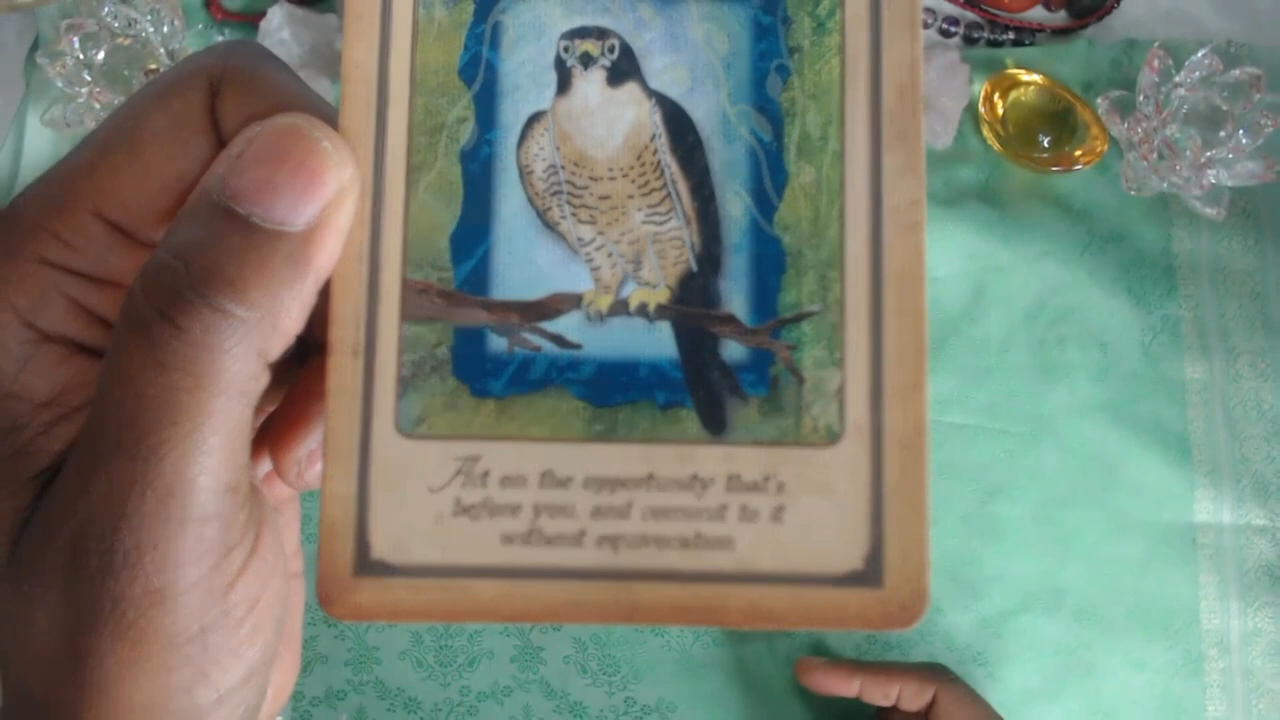 Act on the opportunity that's
before you, and commit to it
without equivocation